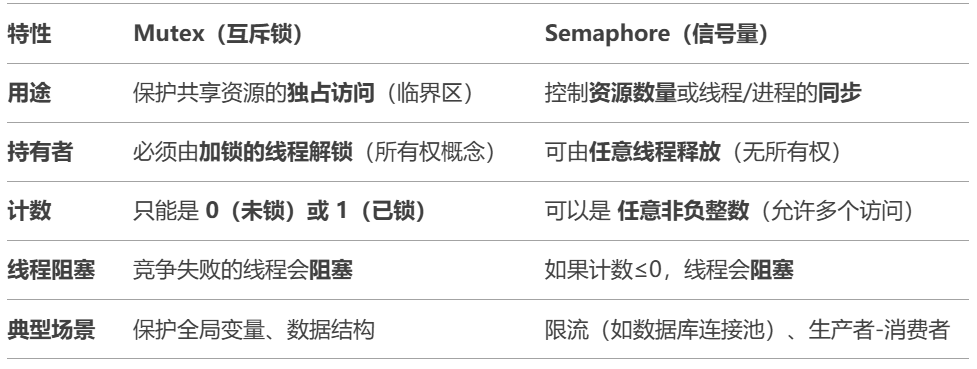 特性 Mutex（互斥锁） Semaphore（信号量）
用途 保护共享资源的独占访问（临界区） 控制资源数量或线程/进程的同步
持有者 必须由加锁的线程解锁（所有权概念） 可由任意线程释放（无所有权）
计数 只能是 0（未锁）或 1（已锁） 可以是 任意非负整数（允许多个访问）
线程阻塞 竞争失败的线程会阻塞 如果计数≤0，线程会阻塞
典型场景 保护全局变量、数据结构 限流（如数据库连接池）、生产者-消费者